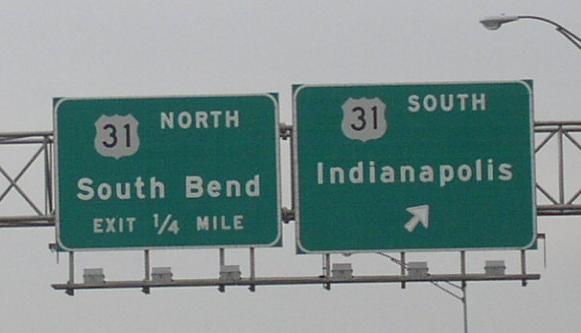 31 NORTH
South Bend
EXIT 1/4 MILE
31 SOUTH
Indianapolis